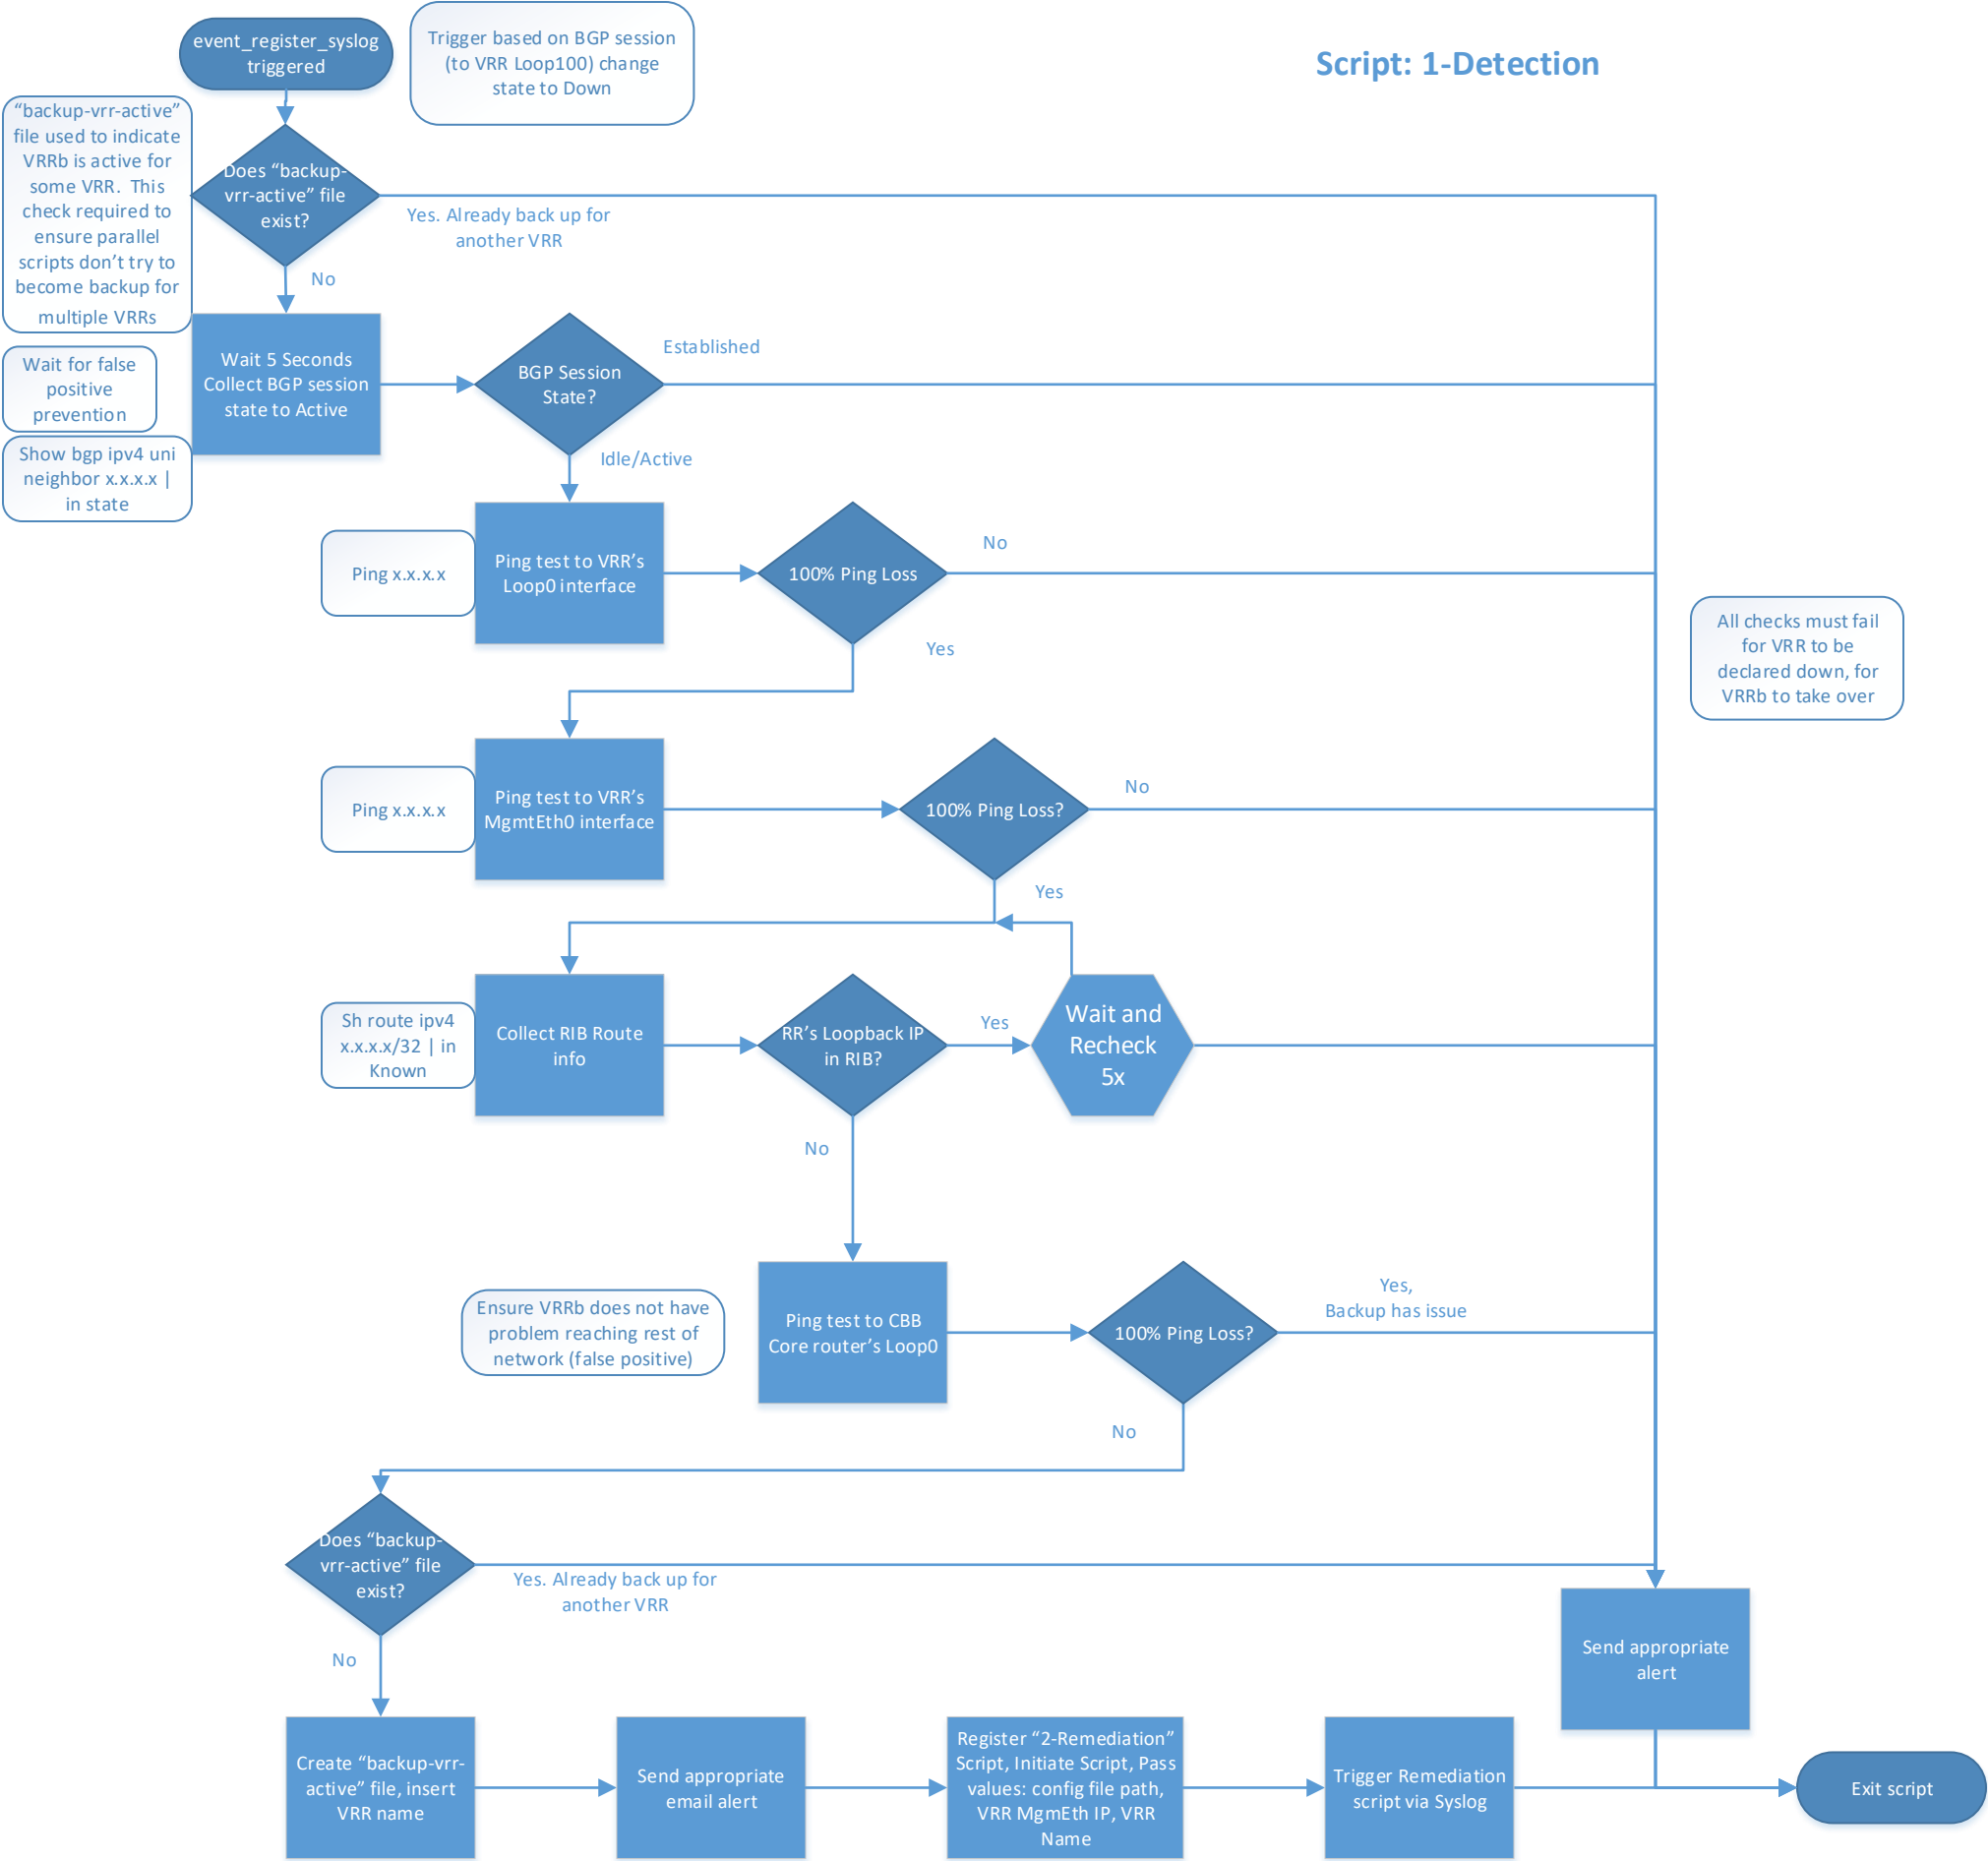 event_register_syslog
triggered
Trigger based on BGP session
(to VRR Loop100) change
state to Down
Script: 1-Detection
“backup-vrr-active”
file used to indicate
VRRb is active for
some VRR.  This
check required to
ensure parallel
scripts don’t try to
become backup for
multiple VRRs
Does “backup-
vrr-active” file
exist?
Yes. Already back up for
another VRR
No
Wait for false
positive
prevention
Show bgp ipv4 uni
neighbor x.x.x.x |
in state
Wait 5 Seconds
Collect BGP session
state to Active
BGP Session
State?
Established
Idle/Active
Ping x.x.x.x
Ping test to VRR’s
Loop0 interface
100% Ping Loss
No
Yes
All checks must fail
for VRR to be
declared down, for
VRRb to take over
Ping x.x.x.x
Ping test to VRR’s
MgmtEth0 interface
100% Ping Loss?
No
Yes
Sh route ipv4
x.x.x.x/32 | in
Known
Collect RIB Route
info
RR’s Loopback IP
in RIB?
Yes
Wait and
Recheck
5x
No
Ensure VRRb does not have
problem reaching rest of
network (false positive)
Ping test to CBB
Core router’s Loop0
100% Ping Loss?
Yes,
Backup has issue
No
Does “backup-
vrr-active” file
exist?
Yes. Already back up for
another VRR
No
Send appropriate
alert
Create “backup-vrr-
active” file, insert
VRR name
Send appropriate
email alert
Register “2-Remediation”
Script, Initiate Script, Pass
values: config file path,
VRR MgmEth IP, VRR
Name
Trigger Remediation
script via Syslog
Exit script